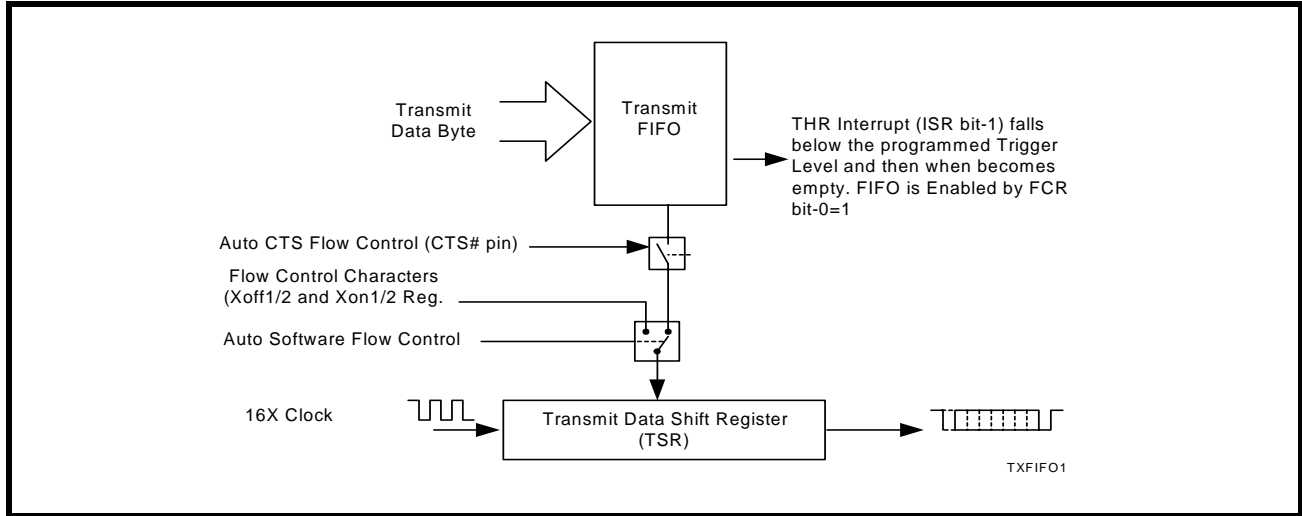 Transmit
FIFO
Transmit
Data Byte
THR Interrupt (ISR bit-1) falls
below the programmed Trigger
Level and then when becomes
empty. FIFO is Enabled by FCR
bit-0=1
Auto CTS Flow Control (CTS# pin)
Flow Control Characters
(Xoff1/2 and Xon1/2 Reg.
Auto Software Flow Control
16X Clock
Transmit Data Shift Register
(TSR)
TXFIFO1